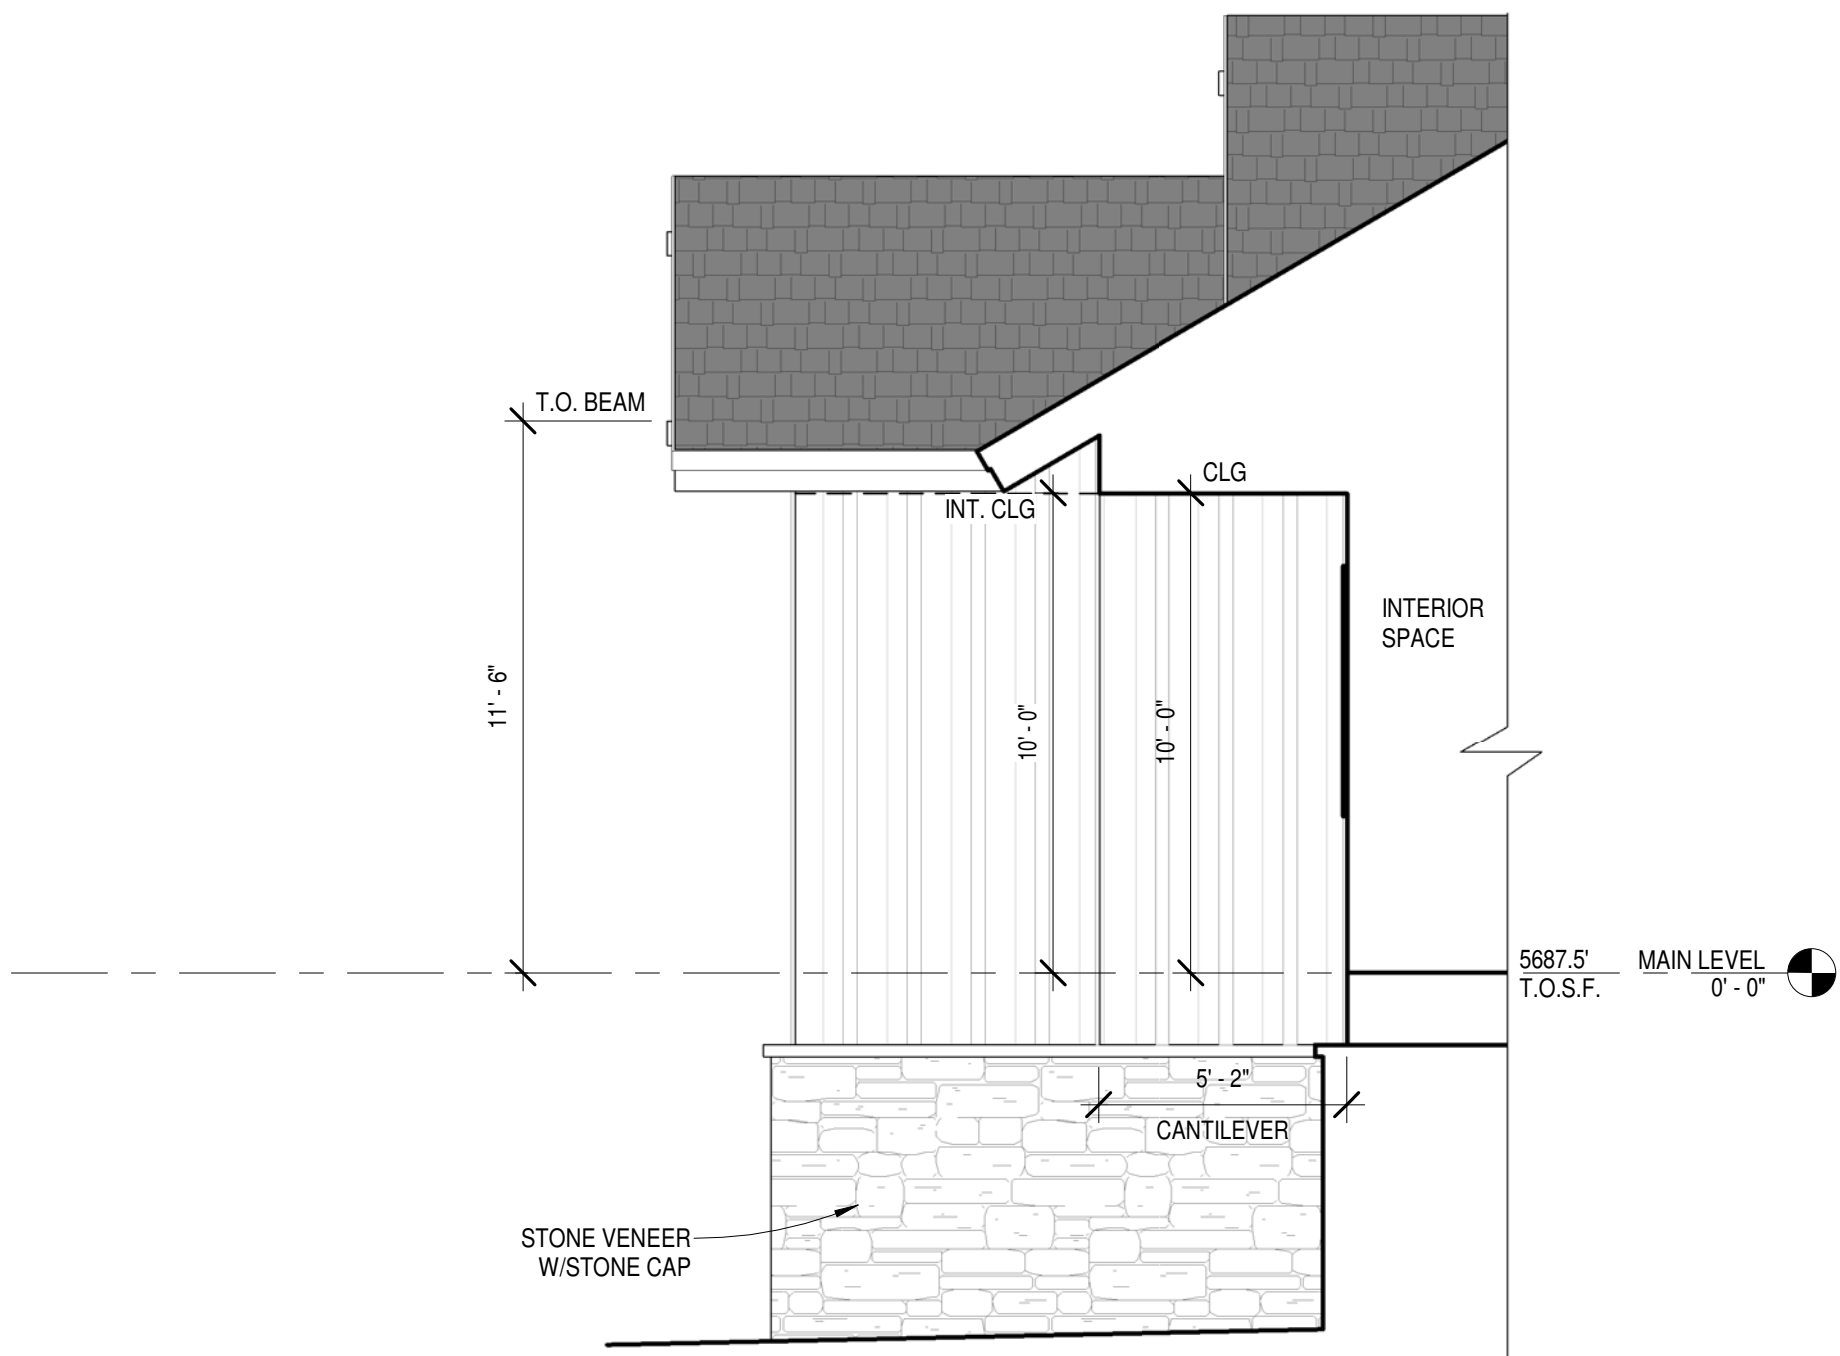 T.O. BEAM
CLG
INT. CLG
INTERIOR
SPACE
11' - 6"
10' - 0"
10' - 0"
5687.5'
T.O.S.F.
MAIN LEVEL
0' - 0"
5' - 2"
CANTILEVER
STONE VENEER
W/STONE CAP